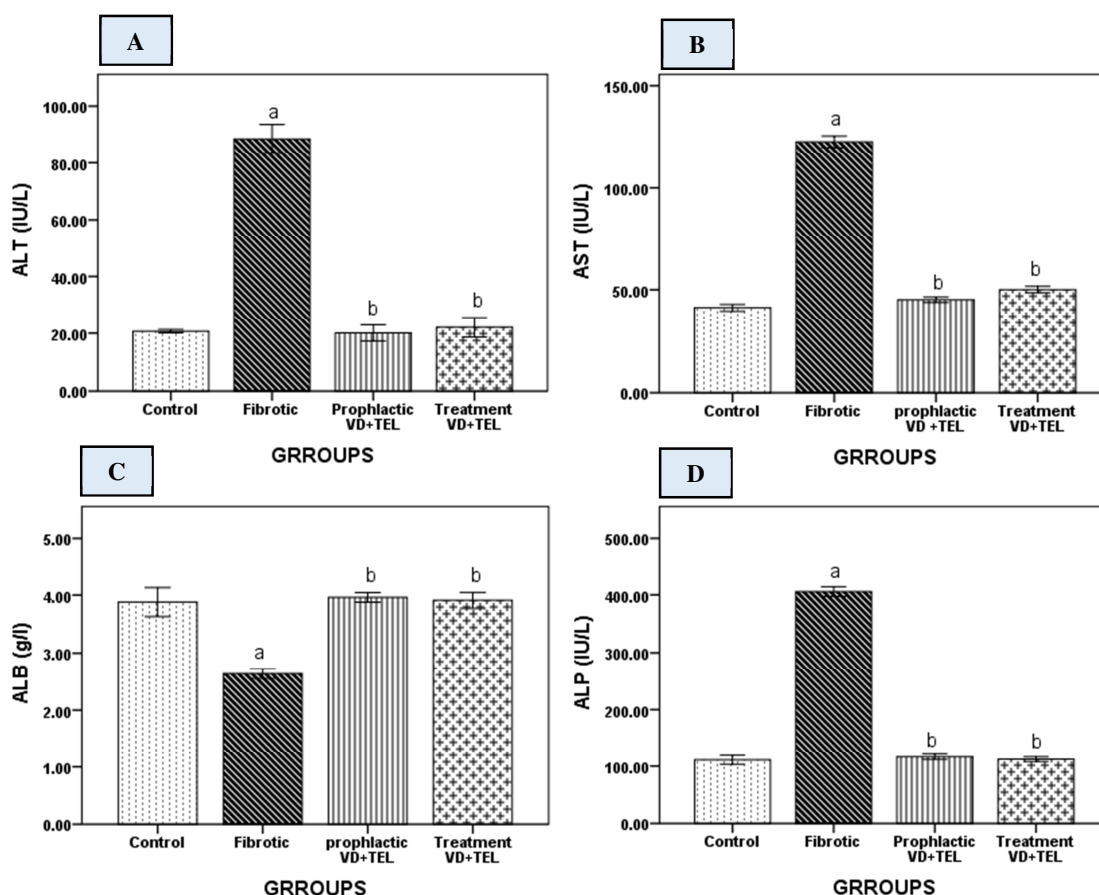 A
ALT (IU/L)
100.00
80.00
60.00
40.00
20.00
0.00
a
b
b
Control
Fibrotic
Prophlactic
VD+TEL
Treatment
VD+TEL
GRROUPS
B
AST (IU/L)
150.00
100.00
50.00
0.00
a
b
b
Control
Fibrotic
prophlactic
VD +TEL
Treatment
VD+TEL
GRROUPS
C
ALB (g/l)
5.00
4.00
3.00
2.00
1.00
0.00
a
b
b
Control
Fibrotic
prophlactic
VD+TEL
Treatment
VD+TEL
GRROUPS
D
ALP (IU/L)
500.00
400.00
300.00
200.00
100.00
0.00
a
b
b
Control
Fibrotic
Prophlactic
VD+TEL
Treatment
VD+TEL
GRROUPS